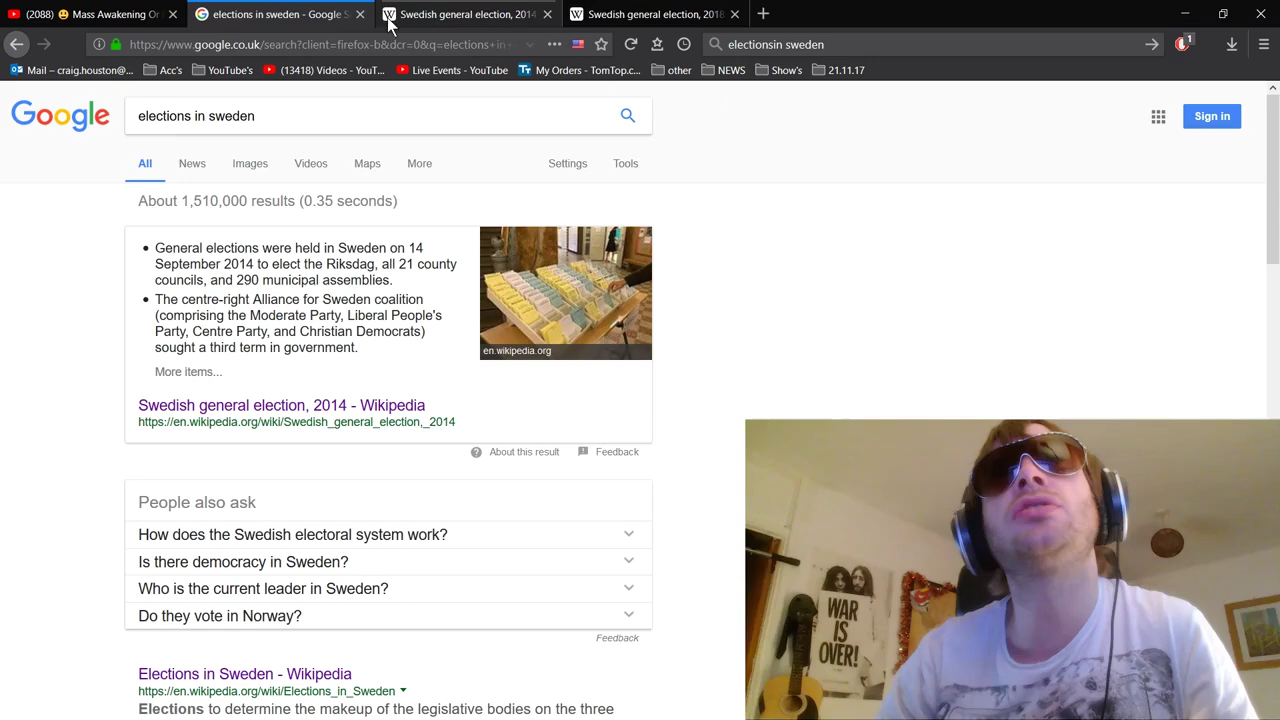 (2088) 😃 Mass Awakening Or
elections in sweden - Google S
Swedish general election, 2014 -
Swedish general election, 2018 -
https://www.google.co.uk/search?client=firefox-b&dcr=0&q=elections+in
electionsin sweden
1
Mail – craig.houston@...
Acc's
YouTube's
(13418) Videos - YouT...
Live Events - YouTube
My Orders - TomTop.c...
other
NEWS
Show's
21.11.17
Google
elections in sweden
Sign in
All
News
Images
Videos
Maps
More
Settings
Tools
About 1,510,000 results (0.35 seconds)
• General elections were held in Sweden on 14
September 2014 to elect the Riksdag, all 21 county
councils, and 290 municipal assemblies.
• The centre-right Alliance for Sweden coalition
(comprising the Moderate Party, Liberal People's
Party, Centre Party, and Christian Democrats)
sought a third term in government.
More items...
en.wikipedia.org
Swedish general election, 2014 - Wikipedia
https://en.wikipedia.org/wiki/Swedish_general_election,_2014
About this result
Feedback
People also ask
How does the Swedish electoral system work?
Is there democracy in Sweden?
Who is the current leader in Sweden?
Do they vote in Norway?
Feedback
Elections in Sweden - Wikipedia
https://en.wikipedia.org/wiki/Elections_in_Sweden
Elections to determine the makeup of the legislative bodies on the three
WAR
IS
OVER!